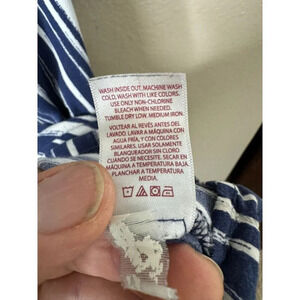 WASH INSIDE OUT, MACHINE WASH
COLD, WASH WITH LIKE COLORS.
USE ONLY NON-CHLORINE
BLEACH WHEN NEEDED.
TUMBLE DRY LOW. MEDIUM IRON.
VOLTEAR AL REVÉS ANTES DEL
LAVADO. LAVAR A MÁQUINA CON
AGUA FRÍA, Y CON COLORES
SIMILARES. USAR SOLAMENTE
BLANQUEADOR SIN CLORO
CUANDO SE NECESITE. SECAR EN
MÁQUINA A TEMPERATURA BAJA.
PLANCHAR A TEMPERATURA
MEDIA.